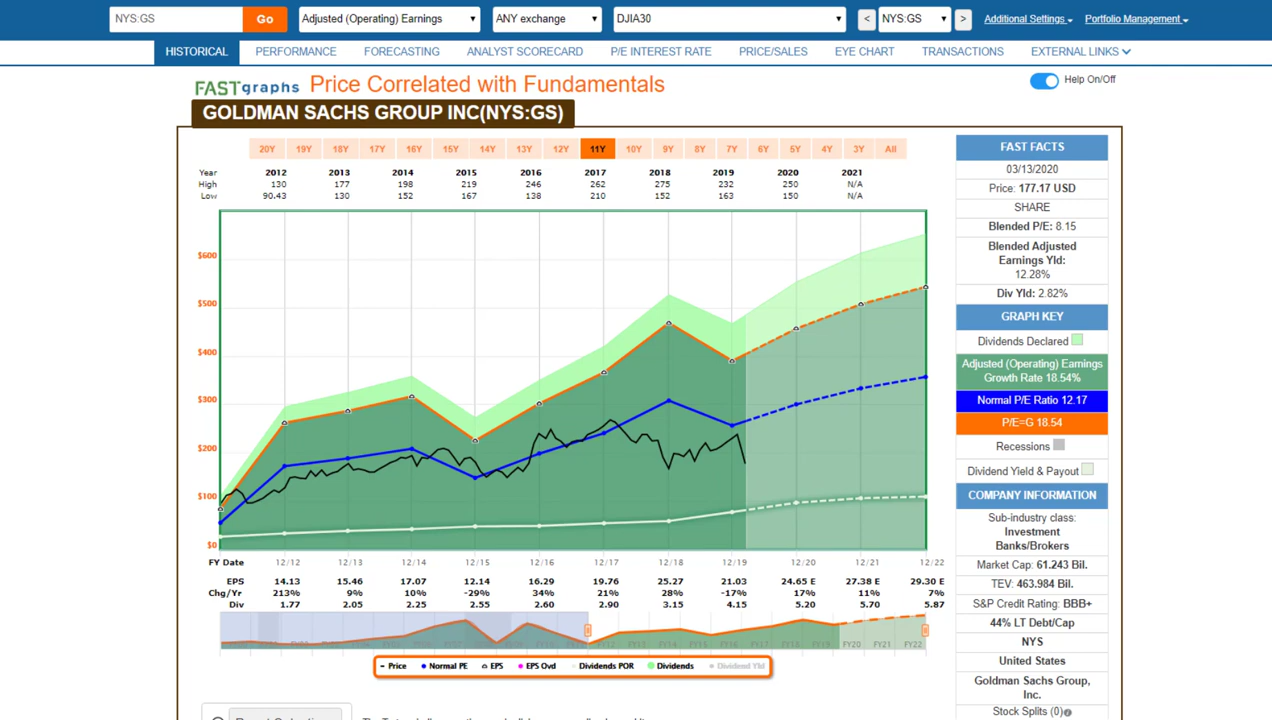 NYS:GS Go Adjusted (Operating) Earnings ANY exchange DJIA30 < NYS:GS > Additional Settings Portfolio Management
HISTORICAL PERFORMANCE FORECASTING ANALYST SCORECARD P/E INTEREST RATE PRICE/SALES EYE CHART TRANSACTIONS EXTERNAL LINKS
FASTgraphs Price Correlated with Fundamentals
Help On/Off
GOLDMAN SACHS GROUP INC(NYS:GS)
20Y 19Y 18Y 17Y 16Y 15Y 14Y 13Y 12Y 11Y 10Y 9Y 8Y 7Y 6Y 5Y 4Y 3Y All
Year 2012 2013 2014 2015 2016 2017 2018 2019 2020 2021
High 130 177 198 219 246 262 275 232 250 N/A
Low 90.43 130 152 167 138 210 152 163 150 N/A
$600
$500
$400
$300
$200
$100
$0
FY Date 12/12 12/13 12/14 12/15 12/16 12/17 12/18 12/19 12/20 12/21 12/22
EPS 14.13 15.46 17.07 12.14 16.29 19.76 25.27 21.03 24.65 E 27.38 E 29.30 E
Chg/Yr 213% 9% 10% -29% 34% 21% 28% -17% 17% 11% 7%
Div 1.77 2.05 2.25 2.55 2.60 2.90 3.15 4.15 5.20 5.70 5.87
FY12 FY13 FY14 FY15 FY16 FY17 FY18 FY19 FY20 FY21 FY22
Price Normal PE EPS EPS Ovd Dividends POR Dividends Dividend Yld
FAST FACTS
03/13/2020
Price: 177.17 USD
SHARE
Blended P/E: 8.15
Blended Adjusted
Earnings Yld:
12.28%
Div Yld: 2.82%
GRAPH KEY
Dividends Declared
Adjusted (Operating) Earnings
Growth Rate 18.54%
Normal P/E Ratio 12.17
P/E=G 18.54
Recessions
Dividend Yield & Payout
COMPANY INFORMATION
Sub-industry class:
Investment
Banks/Brokers
Market Cap: 61.243 Bil.
TEV: 463.984 Bil.
S&P Credit Rating: BBB+
44% LT Debt/Cap
NYS
United States
Goldman Sachs Group,
Inc.
Stock Splits (0)